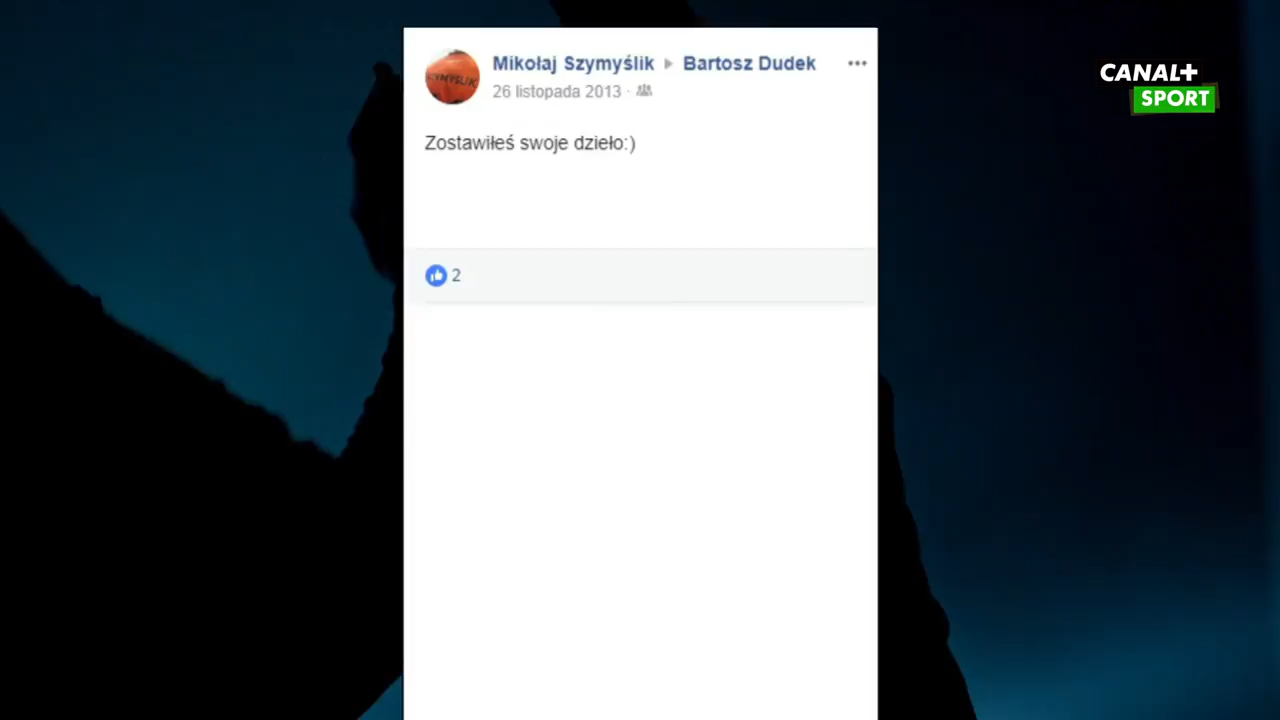 Mikołaj Szymyślik Bartosz Dudek
26 listopada 2013 ·
Zostawiłeś swoje dzieło:)
2
CANAL+
SPORT
SZYMYŚLIK